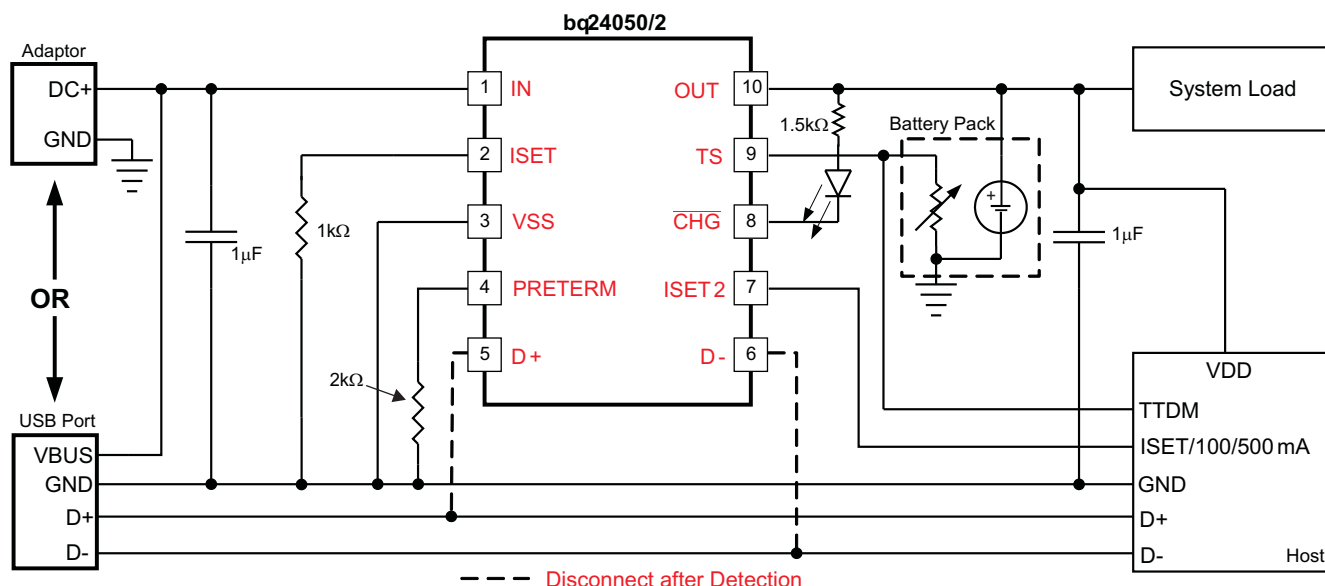 bq24050/2
Adaptor
DC+
GND
OR
USB Port
VBUS
GND
D+
D-
1µF
1kΩ
2kΩ
1 IN
2 ISET
3 VSS
4 PRETERM
5 D+
OUT 10
TS 9
CHG 8
ISET2 7
D- 6
1.5kΩ
Battery Pack
+
1µF
System Load
VDD
TTDM
ISET/100/500 mA
GND
D+
D-
Host
Disconnect after Detection